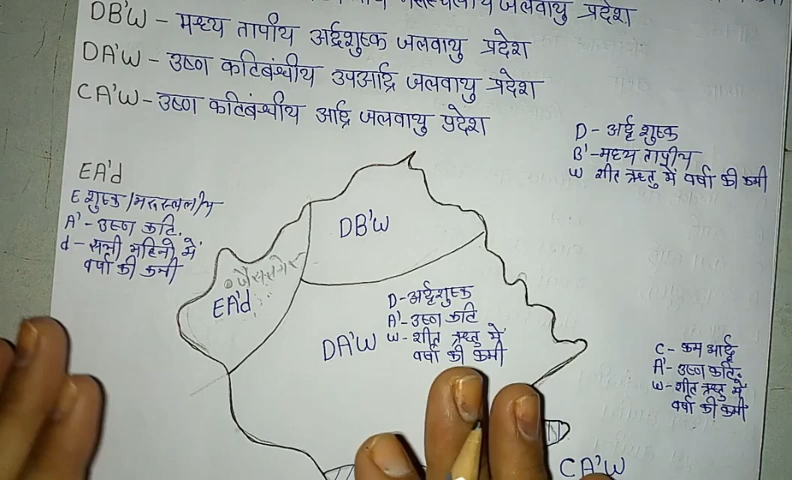 जलवायु प्रदेश
DB'W - मध्य तापीय अर्द्धशुष्क जलवायु प्रदेश
DA'W - उष्ण कटिबंधीय उपआर्द्र जलवायु प्रदेश
CA'W - उष्ण कटिबंधीय आर्द्र जलवायु प्रदेश
D - अर्द्ध शुष्क
B' - मध्य तापीय
W शीत ऋतु में वर्षा की कमी
EA'd
E शुष्क/मरुस्थलीय
A' - उष्ण कटि.
d - सभी महिनो में
वर्षा की कमी
DB'W
जैसलमेर
EA'd
D - अर्द्धशुष्क
A' - उष्ण कटि
DA'W W - शीत ऋतु में
वर्षा की कमी
C - कम आर्द्र
A' - उष्ण कटि.
W - शीत ऋतु में
वर्षा की कमी
CA'W